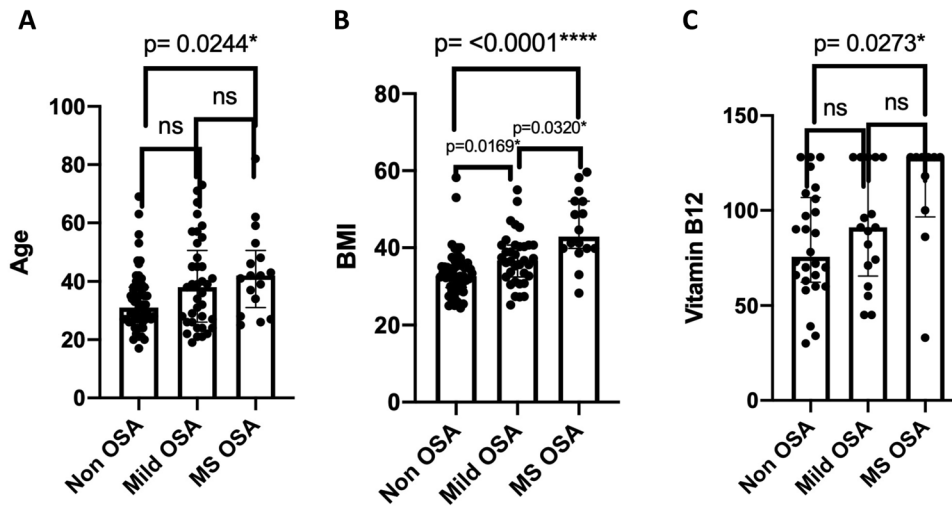 A
p= 0.0244*
ns
ns
Age
100
80
60
40
20
0
Non OSA
Mild OSA
MS OSA
B
p= <0.0001****
p=0.0169*
p=0.0320*
BMI
80
60
40
20
0
Non OSA
Mild OSA
MS OSA
C
p= 0.0273*
ns
ns
Vitamin B12
150
100
50
0
Non OSA
Mild OSA
MS OSA